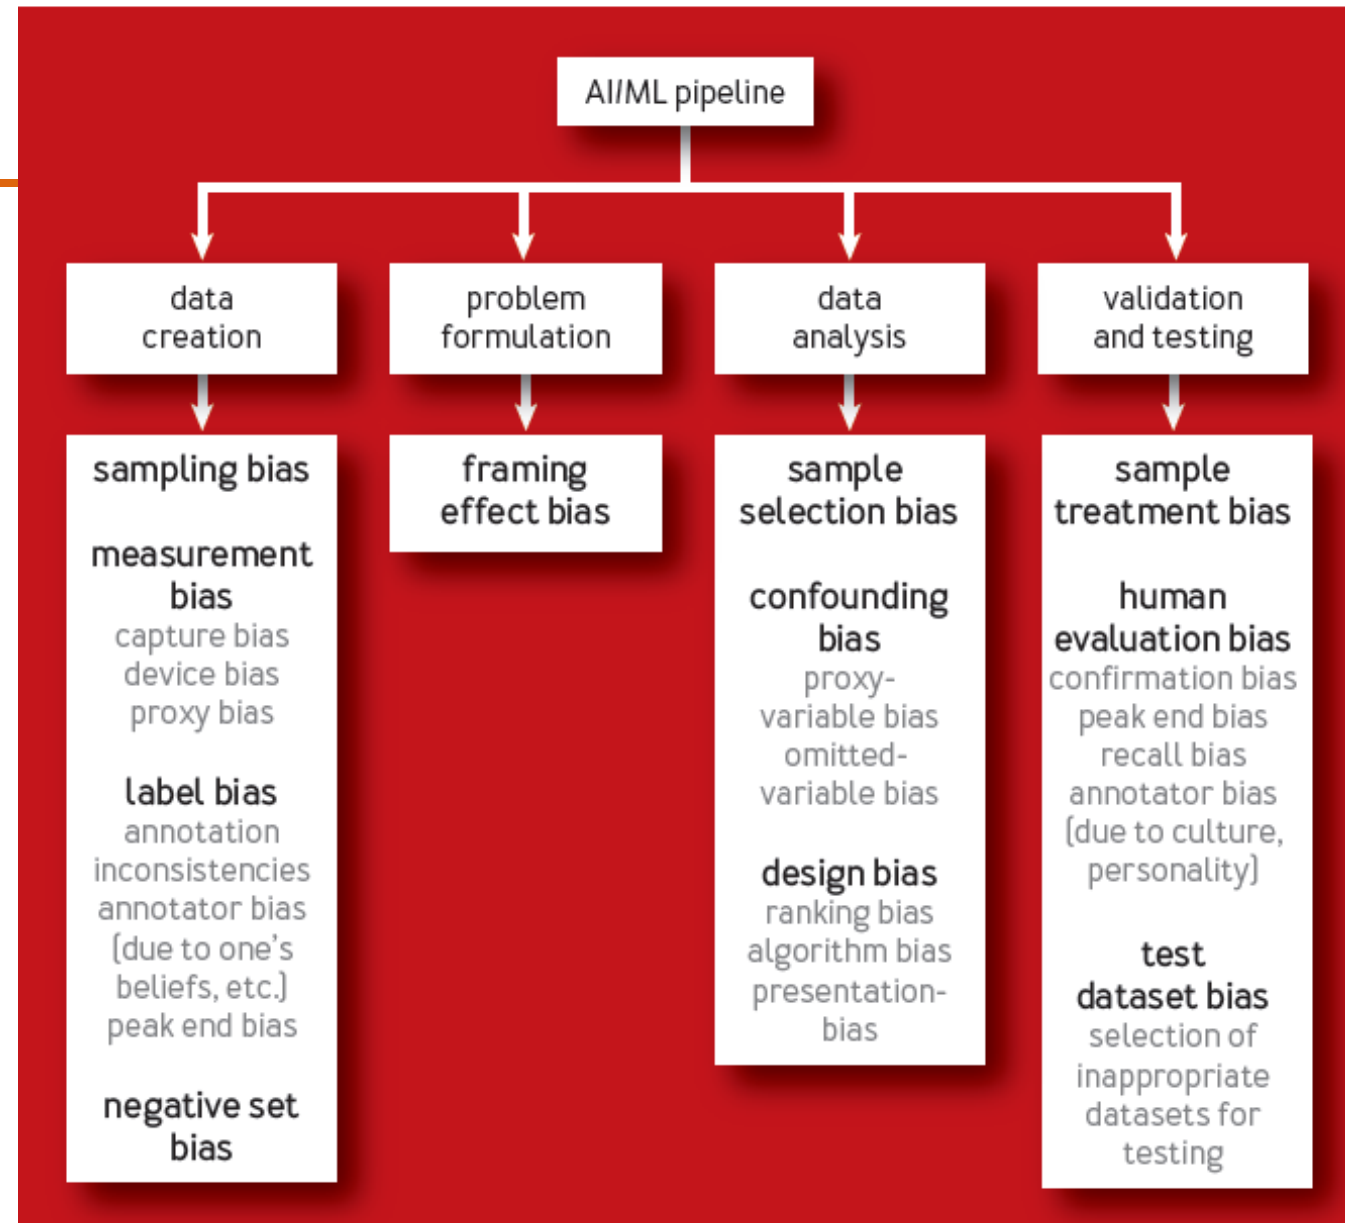 AI/ML pipeline
data
creation
problem
formulation
data
analysis
validation
and testing
sampling bias
measurement
bias
capture bias
device bias
proxy bias
label bias
annotation
inconsistencies
annotator bias
(due to one's
beliefs, etc.)
peak end bias
negative set
bias
framing
effect bias
sample
selection bias
confounding
bias
proxy-
variable bias
omitted-
variable bias
design bias
ranking bias
algorithm bias
presentation-
bias
sample
treatment bias
human
evaluation bias
confirmation bias
peak end bias
recall bias
annotator bias
(due to culture,
personality)
test
dataset bias
selection of
inappropriate
datasets for
testing